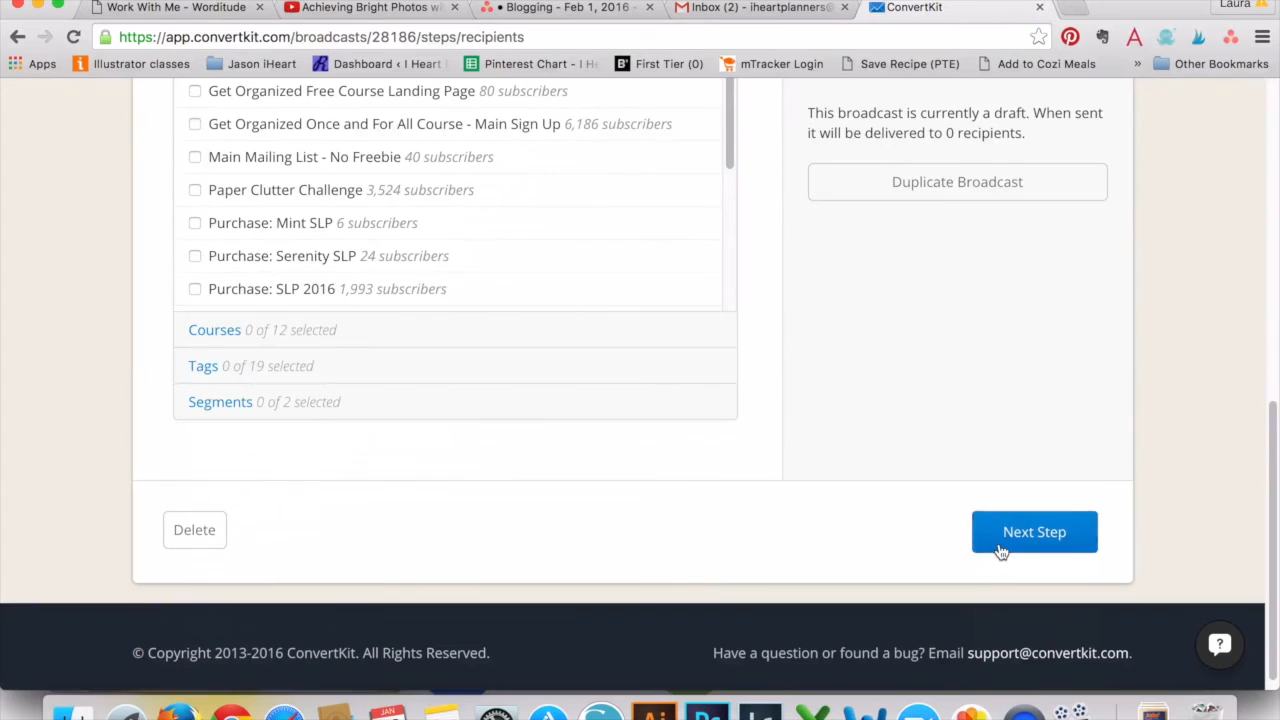 Work With Me - Worditude
Achieving Bright Photos wi
• Blogging - Feb 1, 2016 -
Inbox (2) - iheartplanners@
ConvertKit
Laura
https://app.convertkit.com/broadcasts/28186/steps/recipients
Apps
Illustrator classes
Jason iHeart
Dashboard ‹ I Heart
Pinterest Chart - I He
First Tier (0)
mTracker Login
Save Recipe (PTE)
Add to Cozi Meals
»
Other Bookmarks
Get Organized Free Course Landing Page 80 subscribers
Get Organized Once and For All Course - Main Sign Up 6,186 subscribers
Main Mailing List - No Freebie 40 subscribers
Paper Clutter Challenge 3,524 subscribers
Purchase: Mint SLP 6 subscribers
Purchase: Serenity SLP 24 subscribers
Purchase: SLP 2016 1,993 subscribers
Courses 0 of 12 selected
Tags 0 of 19 selected
Segments 0 of 2 selected
This broadcast is currently a draft. When sent
it will be delivered to 0 recipients.
Duplicate Broadcast
Delete
Next Step
© Copyright 2013-2016 ConvertKit. All Rights Reserved.
Have a question or found a bug? Email support@convertkit.com.
?
JAN
Ai
Ps
Lc